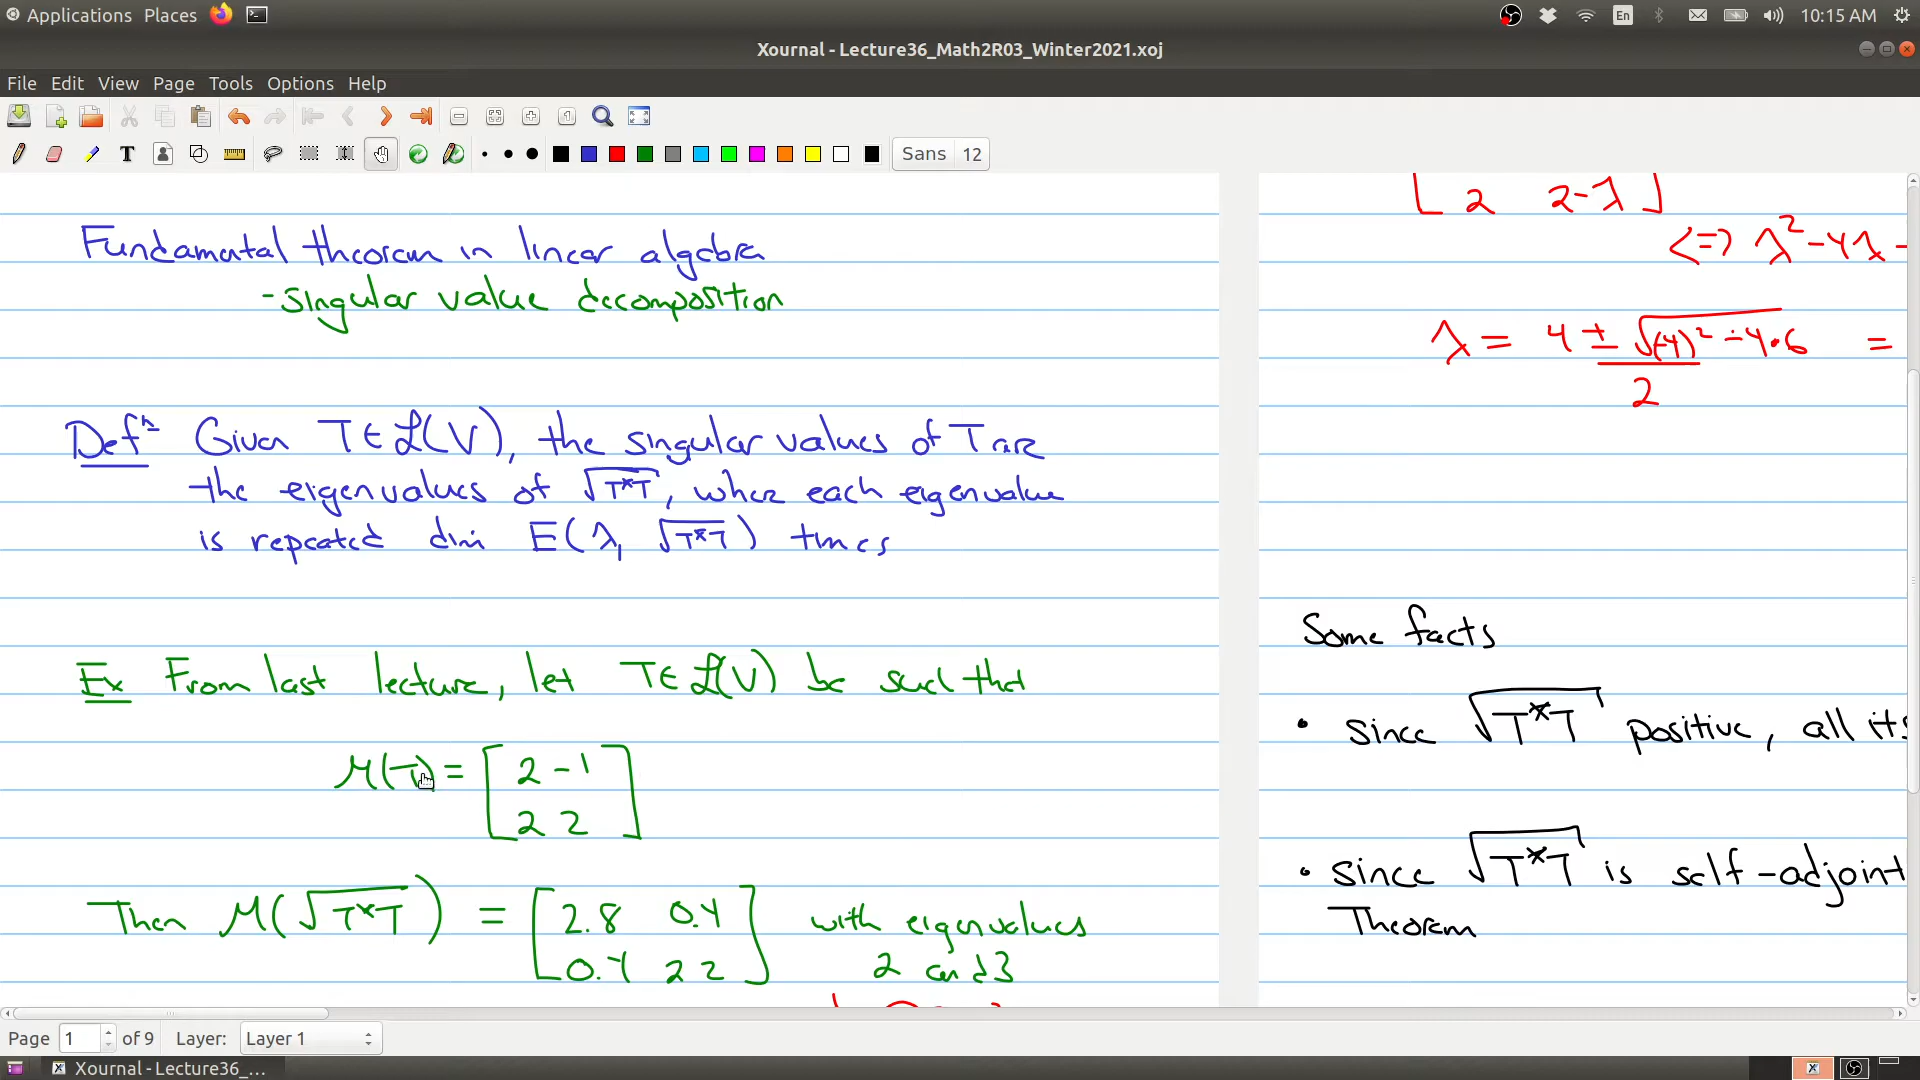 Applications Places En 10:15 AM
Xournal - Lecture36_Math2R03_Winter2021.xoj
File Edit View Page Tools Options Help
Sans 12
Fundamental theorem in linear algebra
- singular value decomposition
Defⁿ Given T∈ℒ(V), the singular values of T are
the eigenvalues of √(T*T), where each eigenvalue
is repeated dim E(λ, √(T*T)) times
Ex From last lecture, let T∈ℒ(V) be such that
M(T) = [2 -1
2 2]
Then M(√(T*T)) = [2.8 0.4
0.4 2 2] with eigenvalues
2 and 3
[2 2-λ]
<=> λ² - 4λ -
λ = 4 ± √((-4)² - 4•6) =
2
Some facts
• since √(T*T) positive, all its
• since √(T*T) is self-adjoint
Theorem
Page 1 of 9 Layer: Layer 1
Xournal - Lecture36_...